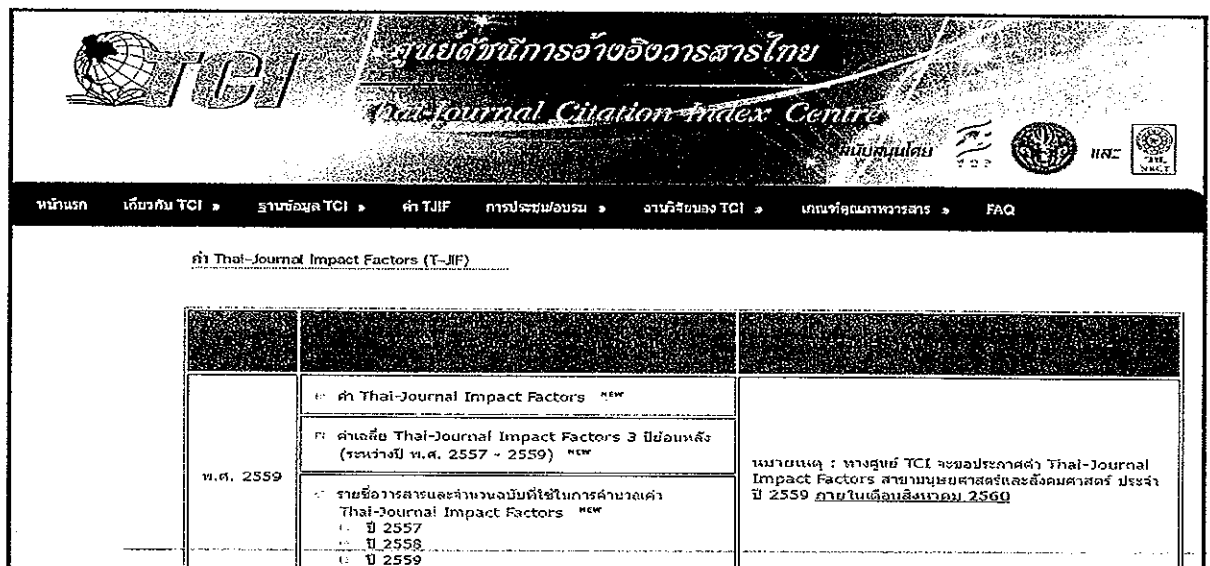 TCI
ศูนย์ดัชนีการอ้างอิงวารสารไทย
Thai-Journal Citation Index Centre
สนับสนุนโดย
และ
หน้าแรก เกี่ยวกับ TCI » ฐานข้อมูล TCI » ค่า TJIF การประชุม/อบรม » งานวิจัยของ TCI » เกณฑ์คุณภาพวารสาร » FAQ
ค่า Thai-Journal Impact Factors (T-JIF)
ค่า Thai-Journal Impact Factors NEW
ค่าเฉลี่ย Thai-Journal Impact Factors 3 ปีย้อนหลัง
(ระหว่างปี พ.ศ. 2557 - 2559) NEW
พ.ศ. 2559
รายชื่อวารสารและจำนวนฉบับที่ใช้ในการคำนวณค่า
Thai-Journal Impact Factors NEW
ปี 2557
ปี 2558
ปี 2559
หมายเหตุ : ทางศูนย์ TCI จะขอประกาศค่า Thai-Journal
Impact Factors สาขามนุษยศาสตร์และสังคมศาสตร์ ประจำ
ปี 2559 ภายในเดือนสิงหาคม 2560